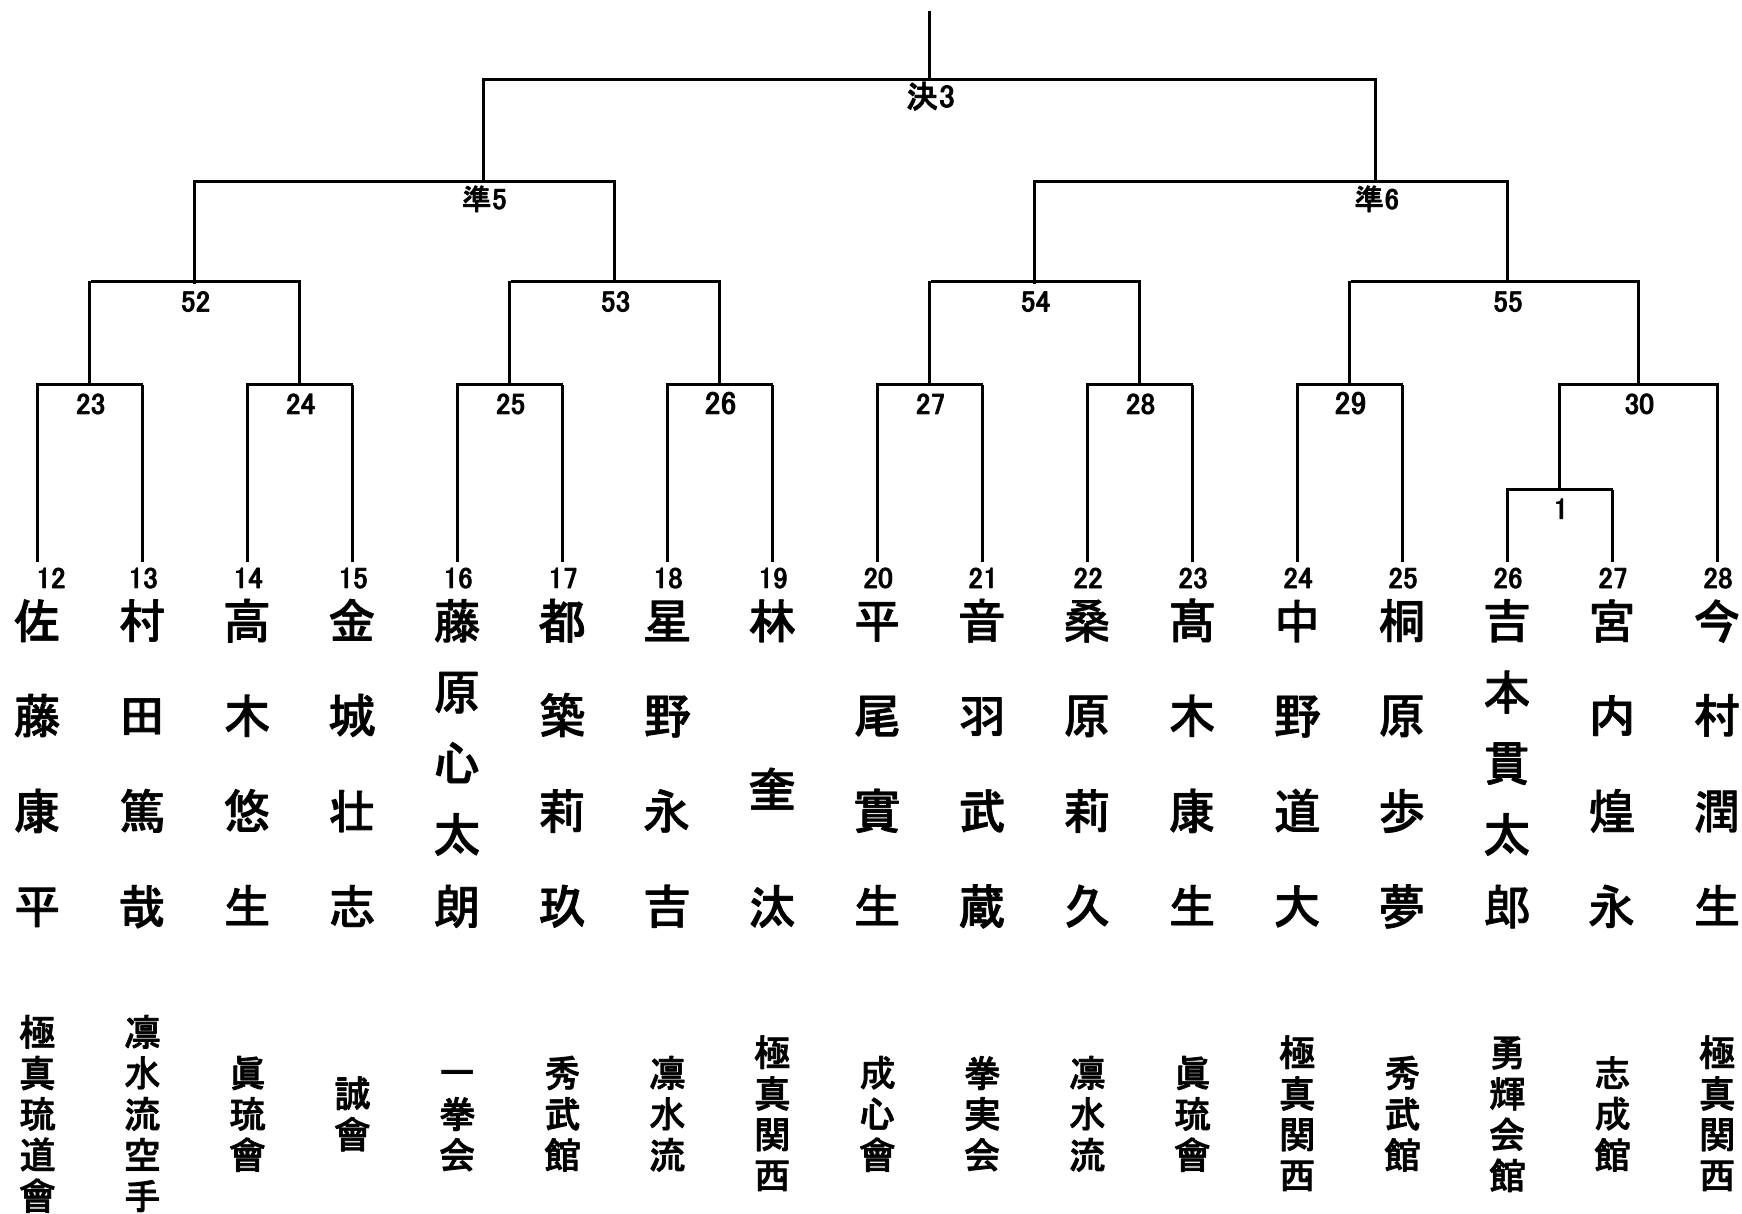 決3
準5
準6
52
53
54
55
23
24
25
26
27
28
29
30
1
12
13
14
15
16
17
18
19
20
21
22
23
24
25
26
27
28
佐藤康平
村田篤哉
高木悠生
金城壮志
藤原心太朗
都築莉玖
星野永吉
林奎汰
平尾實生
音羽武蔵
桑原莉久
髙木康生
中野道大
桐原歩夢
吉本貫太郎
宮内煌永
今村潤生
極真琉道會
凛水流空手
眞琉會
誠會
一拳会
秀武館
凛水流
極真関西
成心會
拳実会
凛水流
眞琉會
極真関西
秀武館
勇輝会館
志成館
極真関西